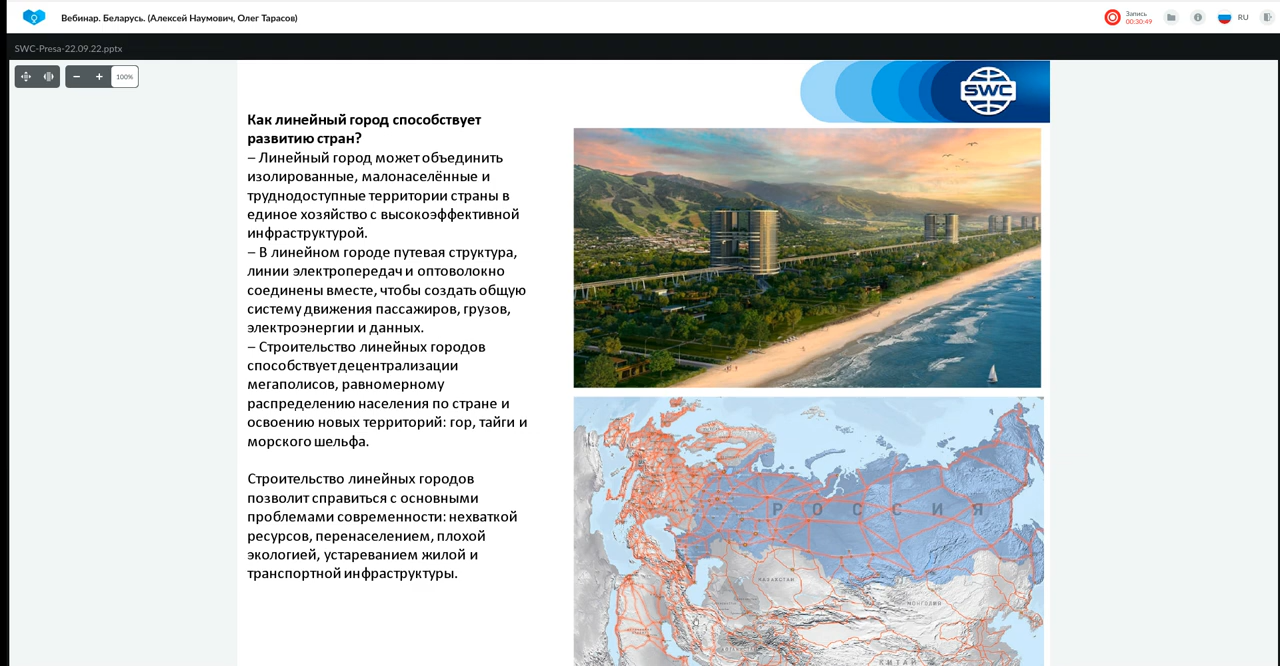 Вебинар. Беларусь. (Алексей Наумович, Олег Тарасов)
Запись
00:30:49
RU
SWC-Presa-22.09.22.pptx
100%
SWC
Как линейный город способствует
развитию стран?
– Линейный город может объединить
изолированные, малонаселённые и
труднодоступные территории страны в
единое хозяйство с высокоэффективной
инфраструктурой.
– В линейном городе путевая структура,
линии электропередач и оптоволокно
соединены вместе, чтобы создать общую
систему движения пассажиров, грузов,
электроэнергии и данных.
– Строительство линейных городов
способствует децентрализации
мегаполисов, равномерному
распределению населения по стране и
освоению новых территорий: гор, тайги и
морского шельфа.
Строительство линейных городов
позволит справиться с основными
проблемами современности: нехваткой
ресурсов, перенаселением, плохой
экологией, устареванием жилой и
транспортной инфраструктуры.
РОССИЯ
КАЗАХСТАН
МОНГОЛИЯ
КИТАЙ